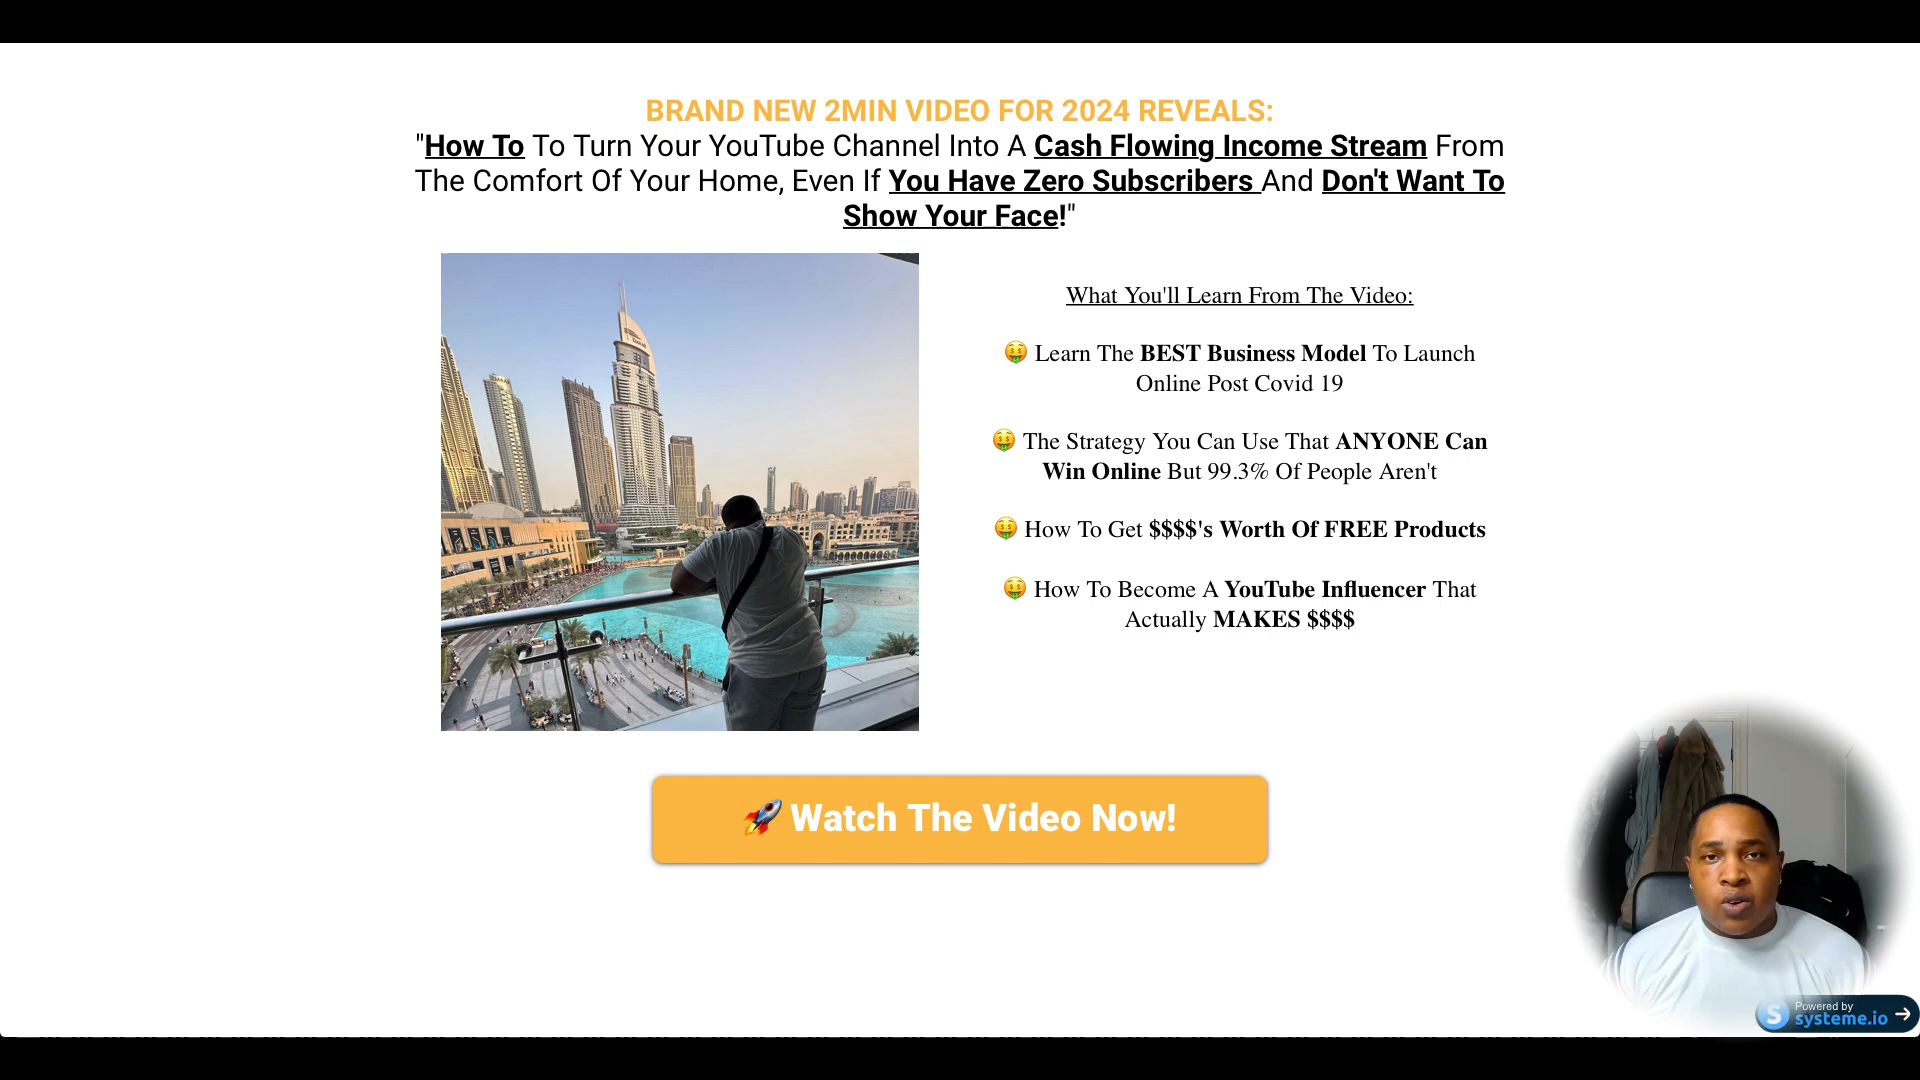 BRAND NEW 2MIN VIDEO FOR 2024 REVEALS:
"How To To Turn Your YouTube Channel Into A Cash Flowing Income Stream From
The Comfort Of Your Home, Even If You Have Zero Subscribers And Don't Want To
Show Your Face!"
What You'll Learn From The Video:
🤑 Learn The BEST Business Model To Launch
Online Post Covid 19
🤑 The Strategy You Can Use That ANYONE Can
Win Online But 99.3% Of People Aren't
🤑 How To Get $$$$'s Worth Of FREE Products
🤑 How To Become A YouTube Influencer That
Actually MAKES $$$$
🚀 Watch The Video Now!
Powered by
systeme.io